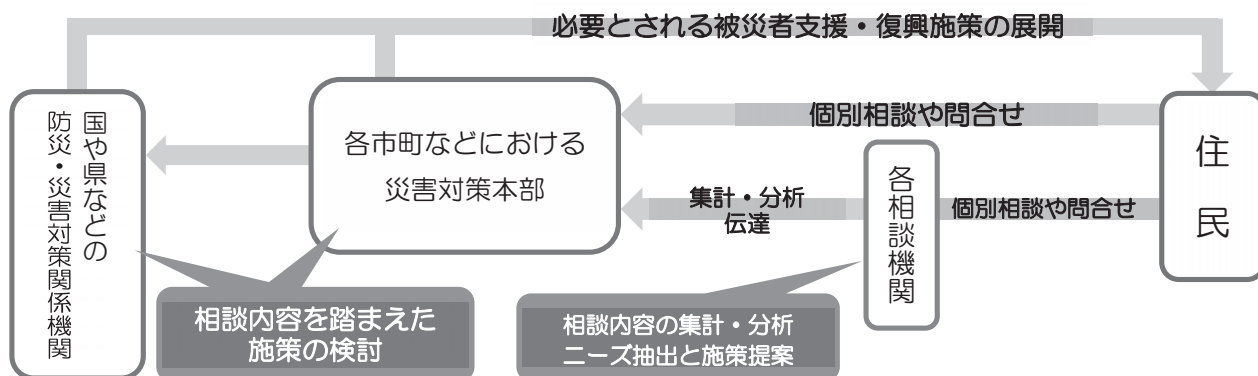 必要とされる被災者支援・復興施策の展開
国や県などの
防災・災害対策関係機関
各市町などにおける
災害対策本部
個別相談や問合せ
集計・分析
伝達
各相談機関
個別相談や問合せ
住民
相談内容を踏まえた
施策の検討
相談内容の集計・分析
ニーズ抽出と施策提案